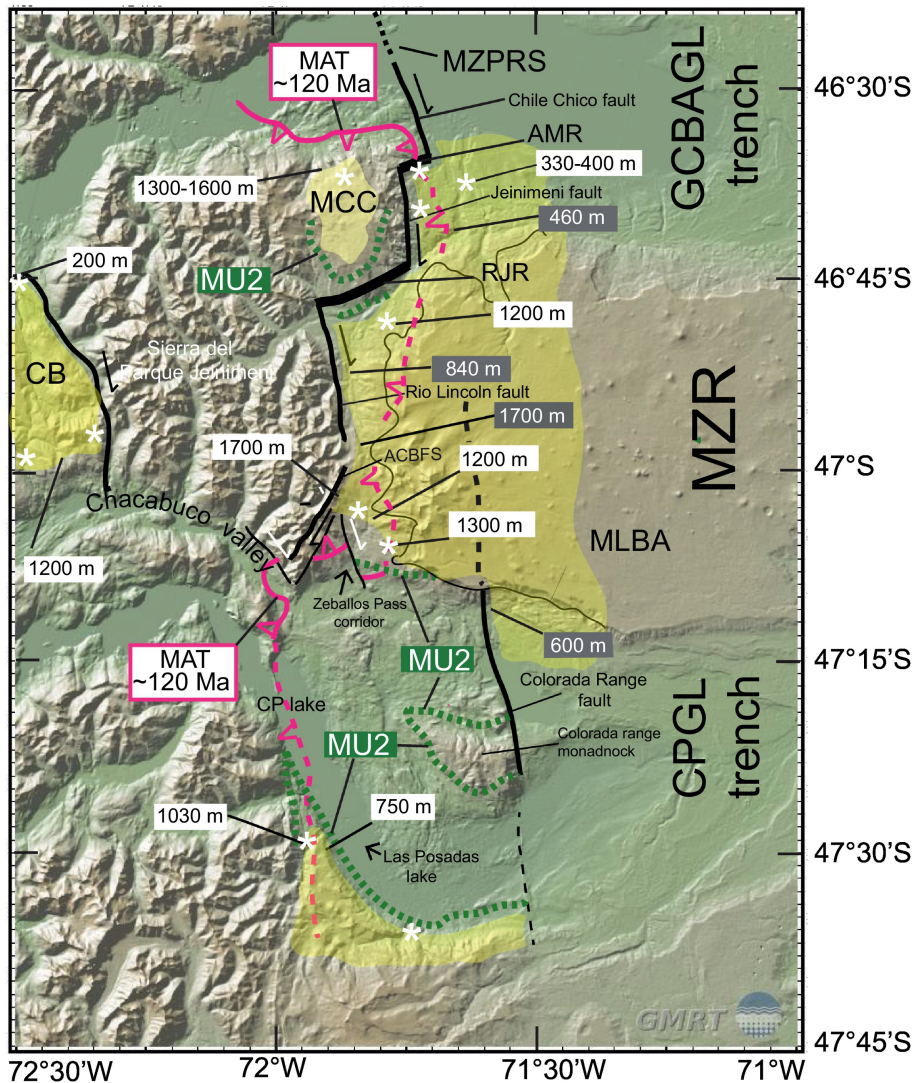 MAT
~120 Ma
MZPRS
Chile Chico fault
AMR
330-400 m
1300-1600 m
MCC
Jeinimeni fault
460 m
GCBAGL
trench
46°30'S
200 m
MU2
RJR
46°45'S
1200 m
Sierra del
Parque Jeinimeni
840 m
CB
Rio Lincoln fault
1700 m
MZR
1700 m
ACBFS
1200 m
47°S
Chacabuco valley
1300 m
MLBA
1200 m
Zeballos Pass
corridor
600 m
MAT
~120 Ma
MU2
47°15'S
Colorada Range
fault
CP lake
MU2
Colorada range
monadnock
CPGL
trench
1030 m
750 m
Las Posadas
lake
47°30'S
GMRT
47°45'S
72°30'W
72°W
71°30'W
71°W